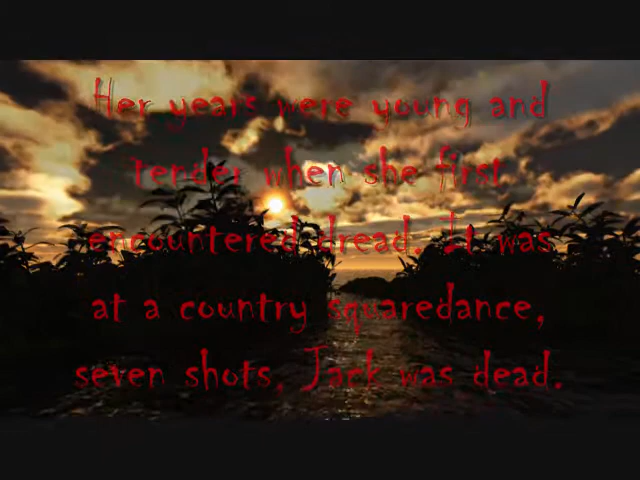 Her years were young and
tender when she first
encountered dread. It was
at a country squaredance,
seven shots, Jack was dead.